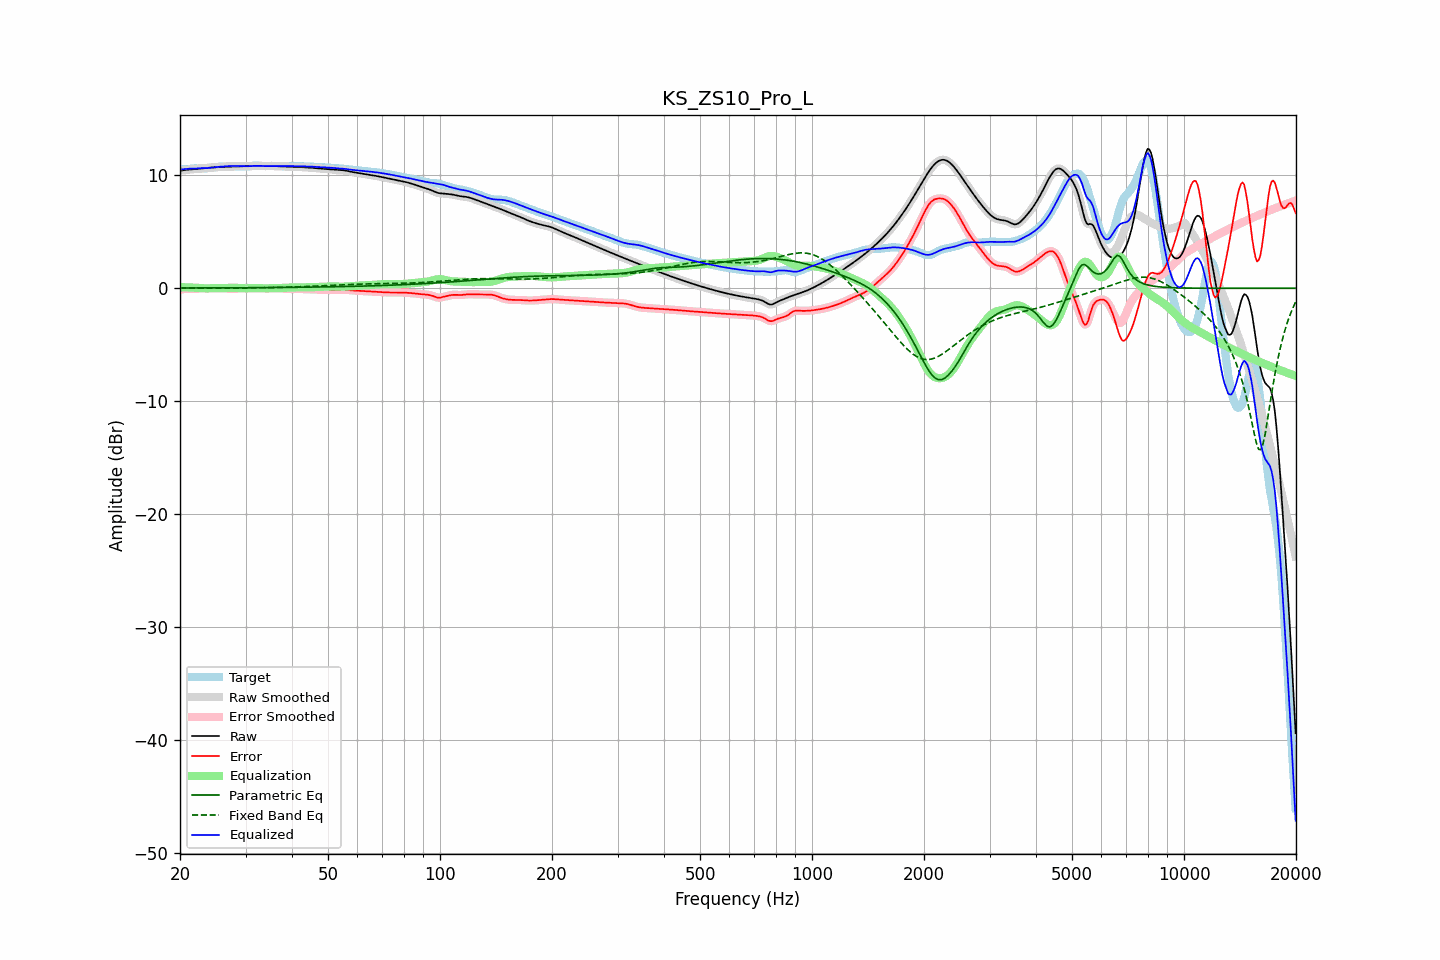 KS_ZS10_Pro_L
Amplitude (dBr)
10
0
−10
−20
−30
−40
−50
Target
Raw Smoothed
Error Smoothed
Raw
Error
Equalization
Parametric Eq
Fixed Band Eq
Equalized
20 50 100 200 500 1000 2000 5000 10000 20000
Frequency (Hz)